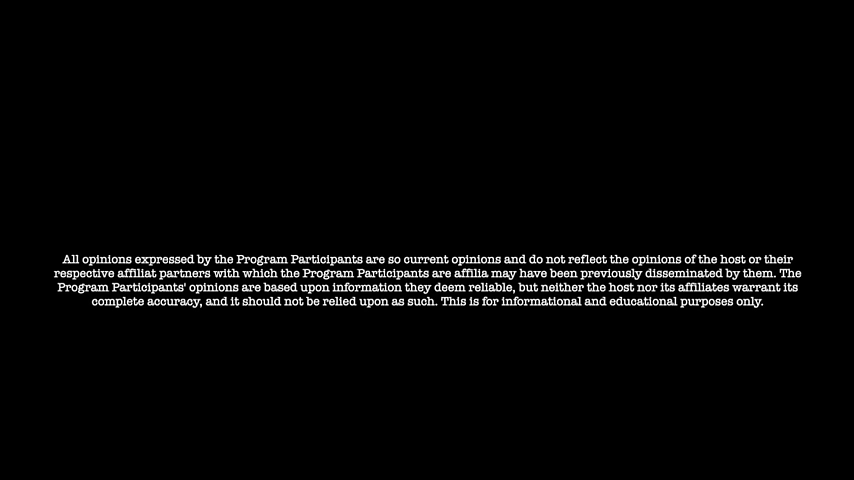 All opinions expressed by the Program Participants are so current opinions and do not reflect the opinions of the host or their
respective affiliat partners with which the Program Participants are affilia may have been previously disseminated by them. The
Program Participants' opinions are based upon information they deem reliable, but neither the host nor its affiliates warrant its
complete accuracy, and it should not be relied upon as such. This is for informational and educational purposes only.